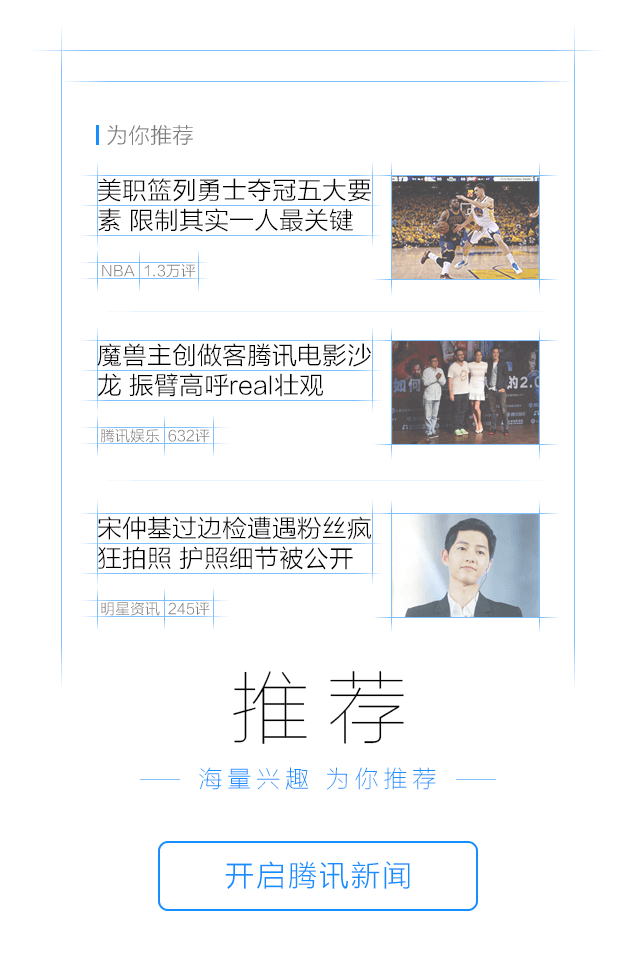 为你推荐
美职篮列勇士夺冠五大要
素 限制其实一人最关键
NBA 1.3万评
魔兽主创做客腾讯电影沙
龙 振臂高呼real壮观
如何 的2.0
腾讯娱乐 632评
宋仲基过边检遭遇粉丝疯
狂拍照 护照细节被公开
明星资讯 245评
推荐
海量兴趣 为你推荐
开启腾讯新闻